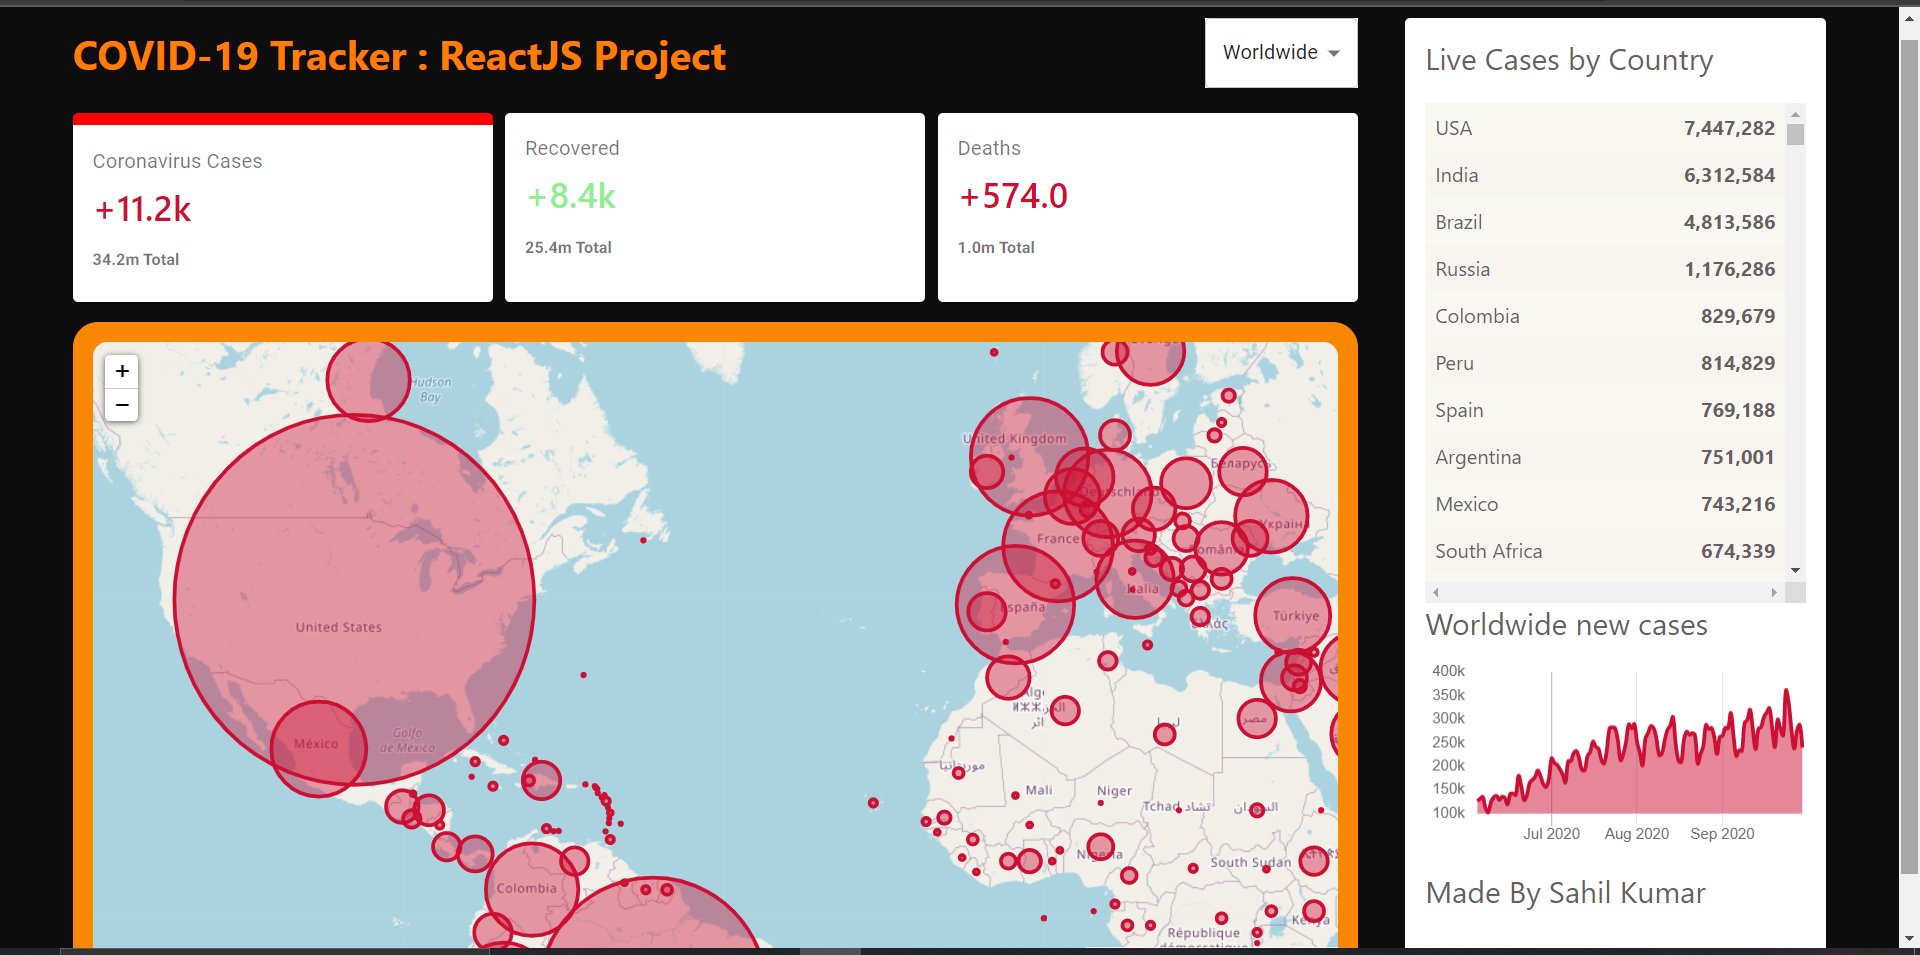 COVID-19 Tracker : ReactJS Project
Worldwide
Coronavirus Cases
+11.2k
34.2m Total
Recovered
+8.4k
25.4m Total
Deaths
+574.0
1.0m Total
+
−
Hudson
Bay
United States
México
Golfo
de México
Colombia
United Kingdom
Deutschland
Беларусь
Україна
France
România
Italia
España
Ελλάς
Türkiye
مصر
ليبيا
موريتانيا
Mali
Niger
Tchad تشاد
السودان
Nigeria
South Sudan
Kenya
République
démocratique
Live Cases by Country
USA 7,447,282
India 6,312,584
Brazil 4,813,586
Russia 1,176,286
Colombia 829,679
Peru 814,829
Spain 769,188
Argentina 751,001
Mexico 743,216
South Africa 674,339
Worldwide new cases
400k
350k
300k
250k
200k
150k
100k
Jul 2020 Aug 2020 Sep 2020
Made By Sahil Kumar